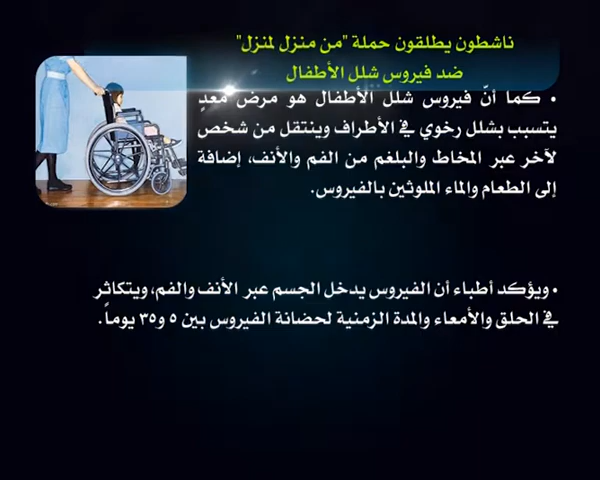 ناشطون يطلقون حملة "من منزل لمنزل"
ضد فيروس شلل الأطفال
• كما أنّ فيروس شلل الأطفال هو مرض معدٍ
يتسبب بشلل رخوي في الأطراف وينتقل من شخص
لآخر عبر المخاط والبلغم من الفم والأنف، إضافة
إلى الطعام والماء الملوثين بالفيروس.
• ويؤكد أطباء أن الفيروس يدخل الجسم عبر الأنف والفم، ويتكاثر
في الحلق والأمعاء والمدة الزمنية لحضانة الفيروس بين ٥ و٣٥ يوماً.